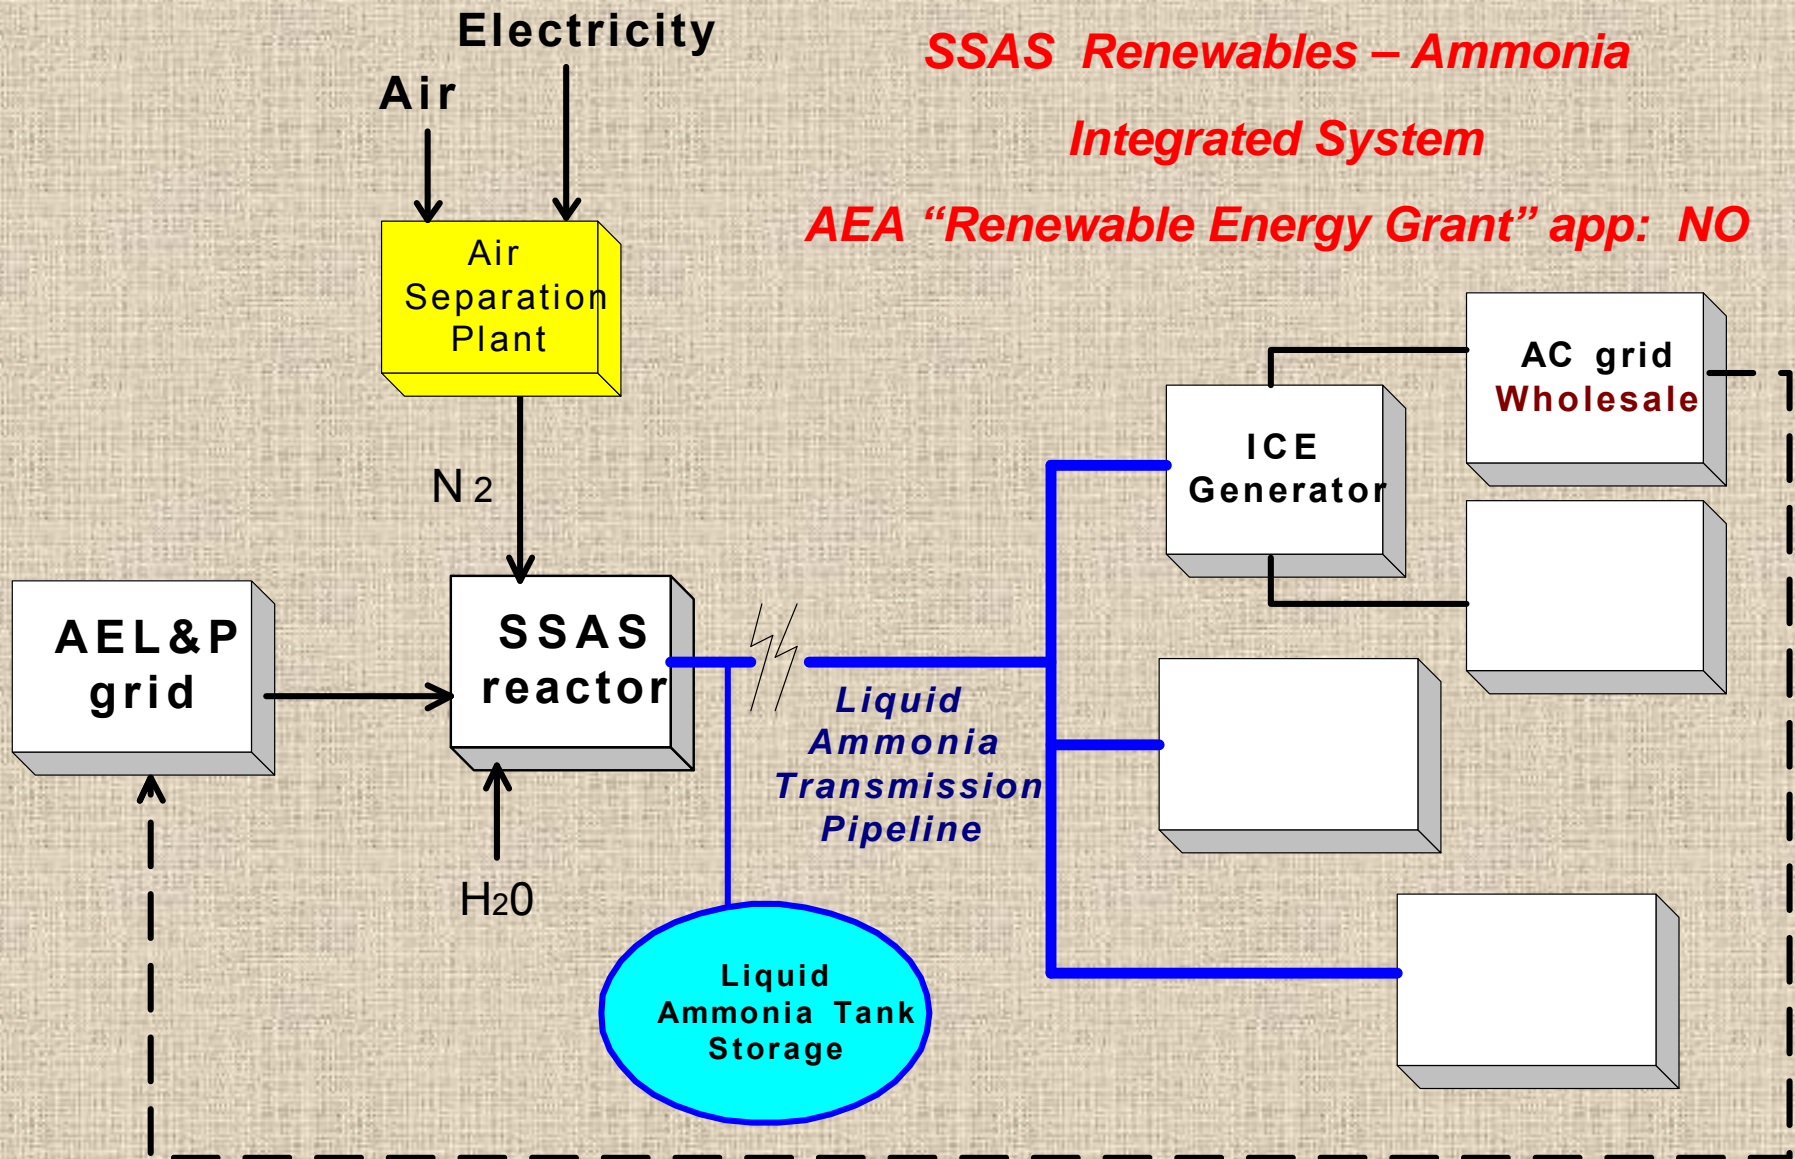 Electricity
Air
SSAS Renewables – Ammonia
Integrated System
AEA “Renewable Energy Grant” app: NO
Air
Separation
Plant
N2
AEL&P
grid
SSAS
reactor
H20
Liquid
Ammonia
Transmission
Pipeline
Liquid
Ammonia Tank
Storage
ICE
Generator
AC grid
Wholesale